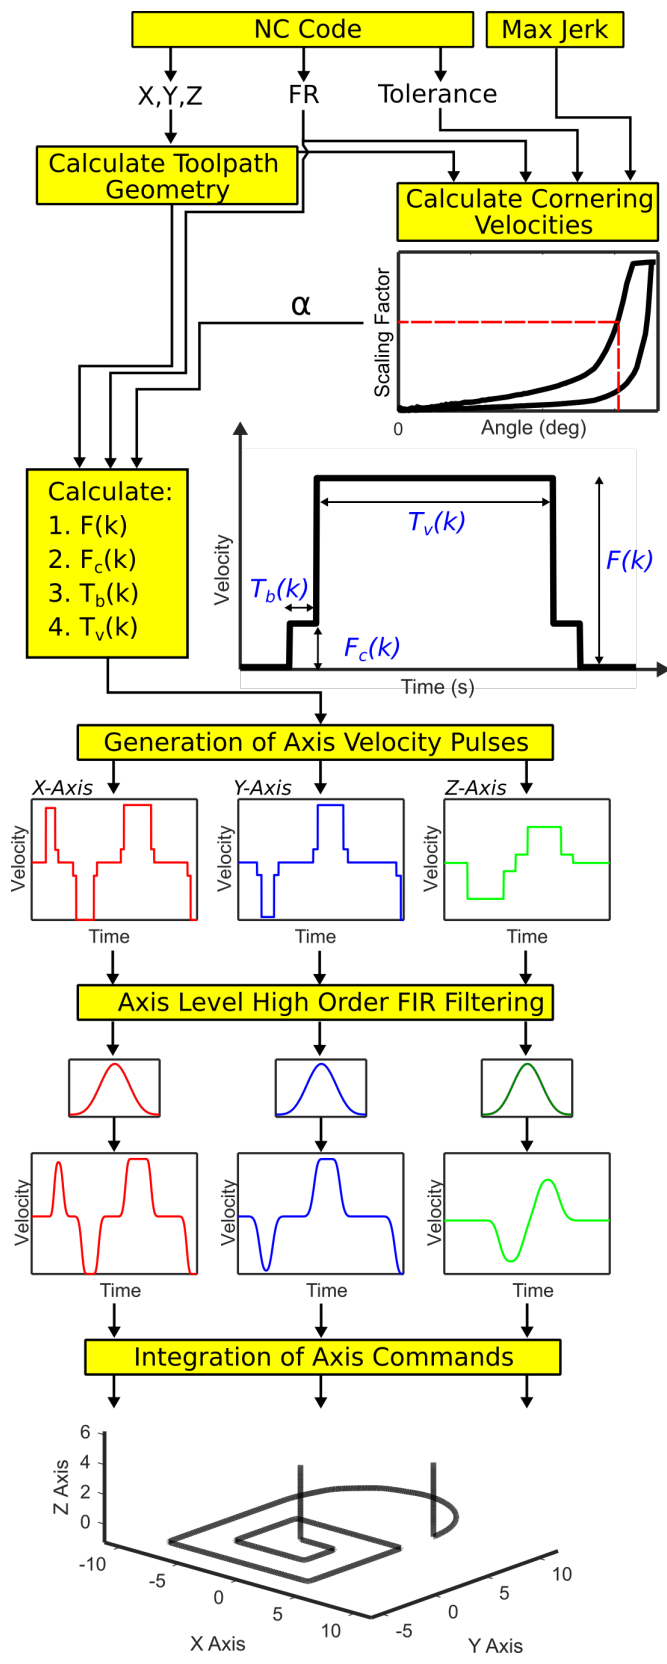 NC Code
Max Jerk
X,Y,Z
FR
Tolerance
Calculate Toolpath
Geometry
Calculate Cornering
Velocities
α
Scaling Factor
0
Angle (deg)
Calculate:
1. F(k)
2. Fc(k)
3. Tb(k)
4. Tv(k)
Velocity
Tv(k)
Tb(k)
F(k)
Fc(k)
Time (s)
Generation of Axis Velocity Pulses
X-Axis
Y-Axis
Z-Axis
Velocity
Velocity
Velocity
Time
Time
Time
Axis Level High Order FIR Filtering
Velocity
Velocity
Velocity
Time
Time
Time
Integration of Axis Commands
6
4
2
0
Z Axis
-10
-5
0
5
10
X Axis
-5
0
5
10
Y Axis